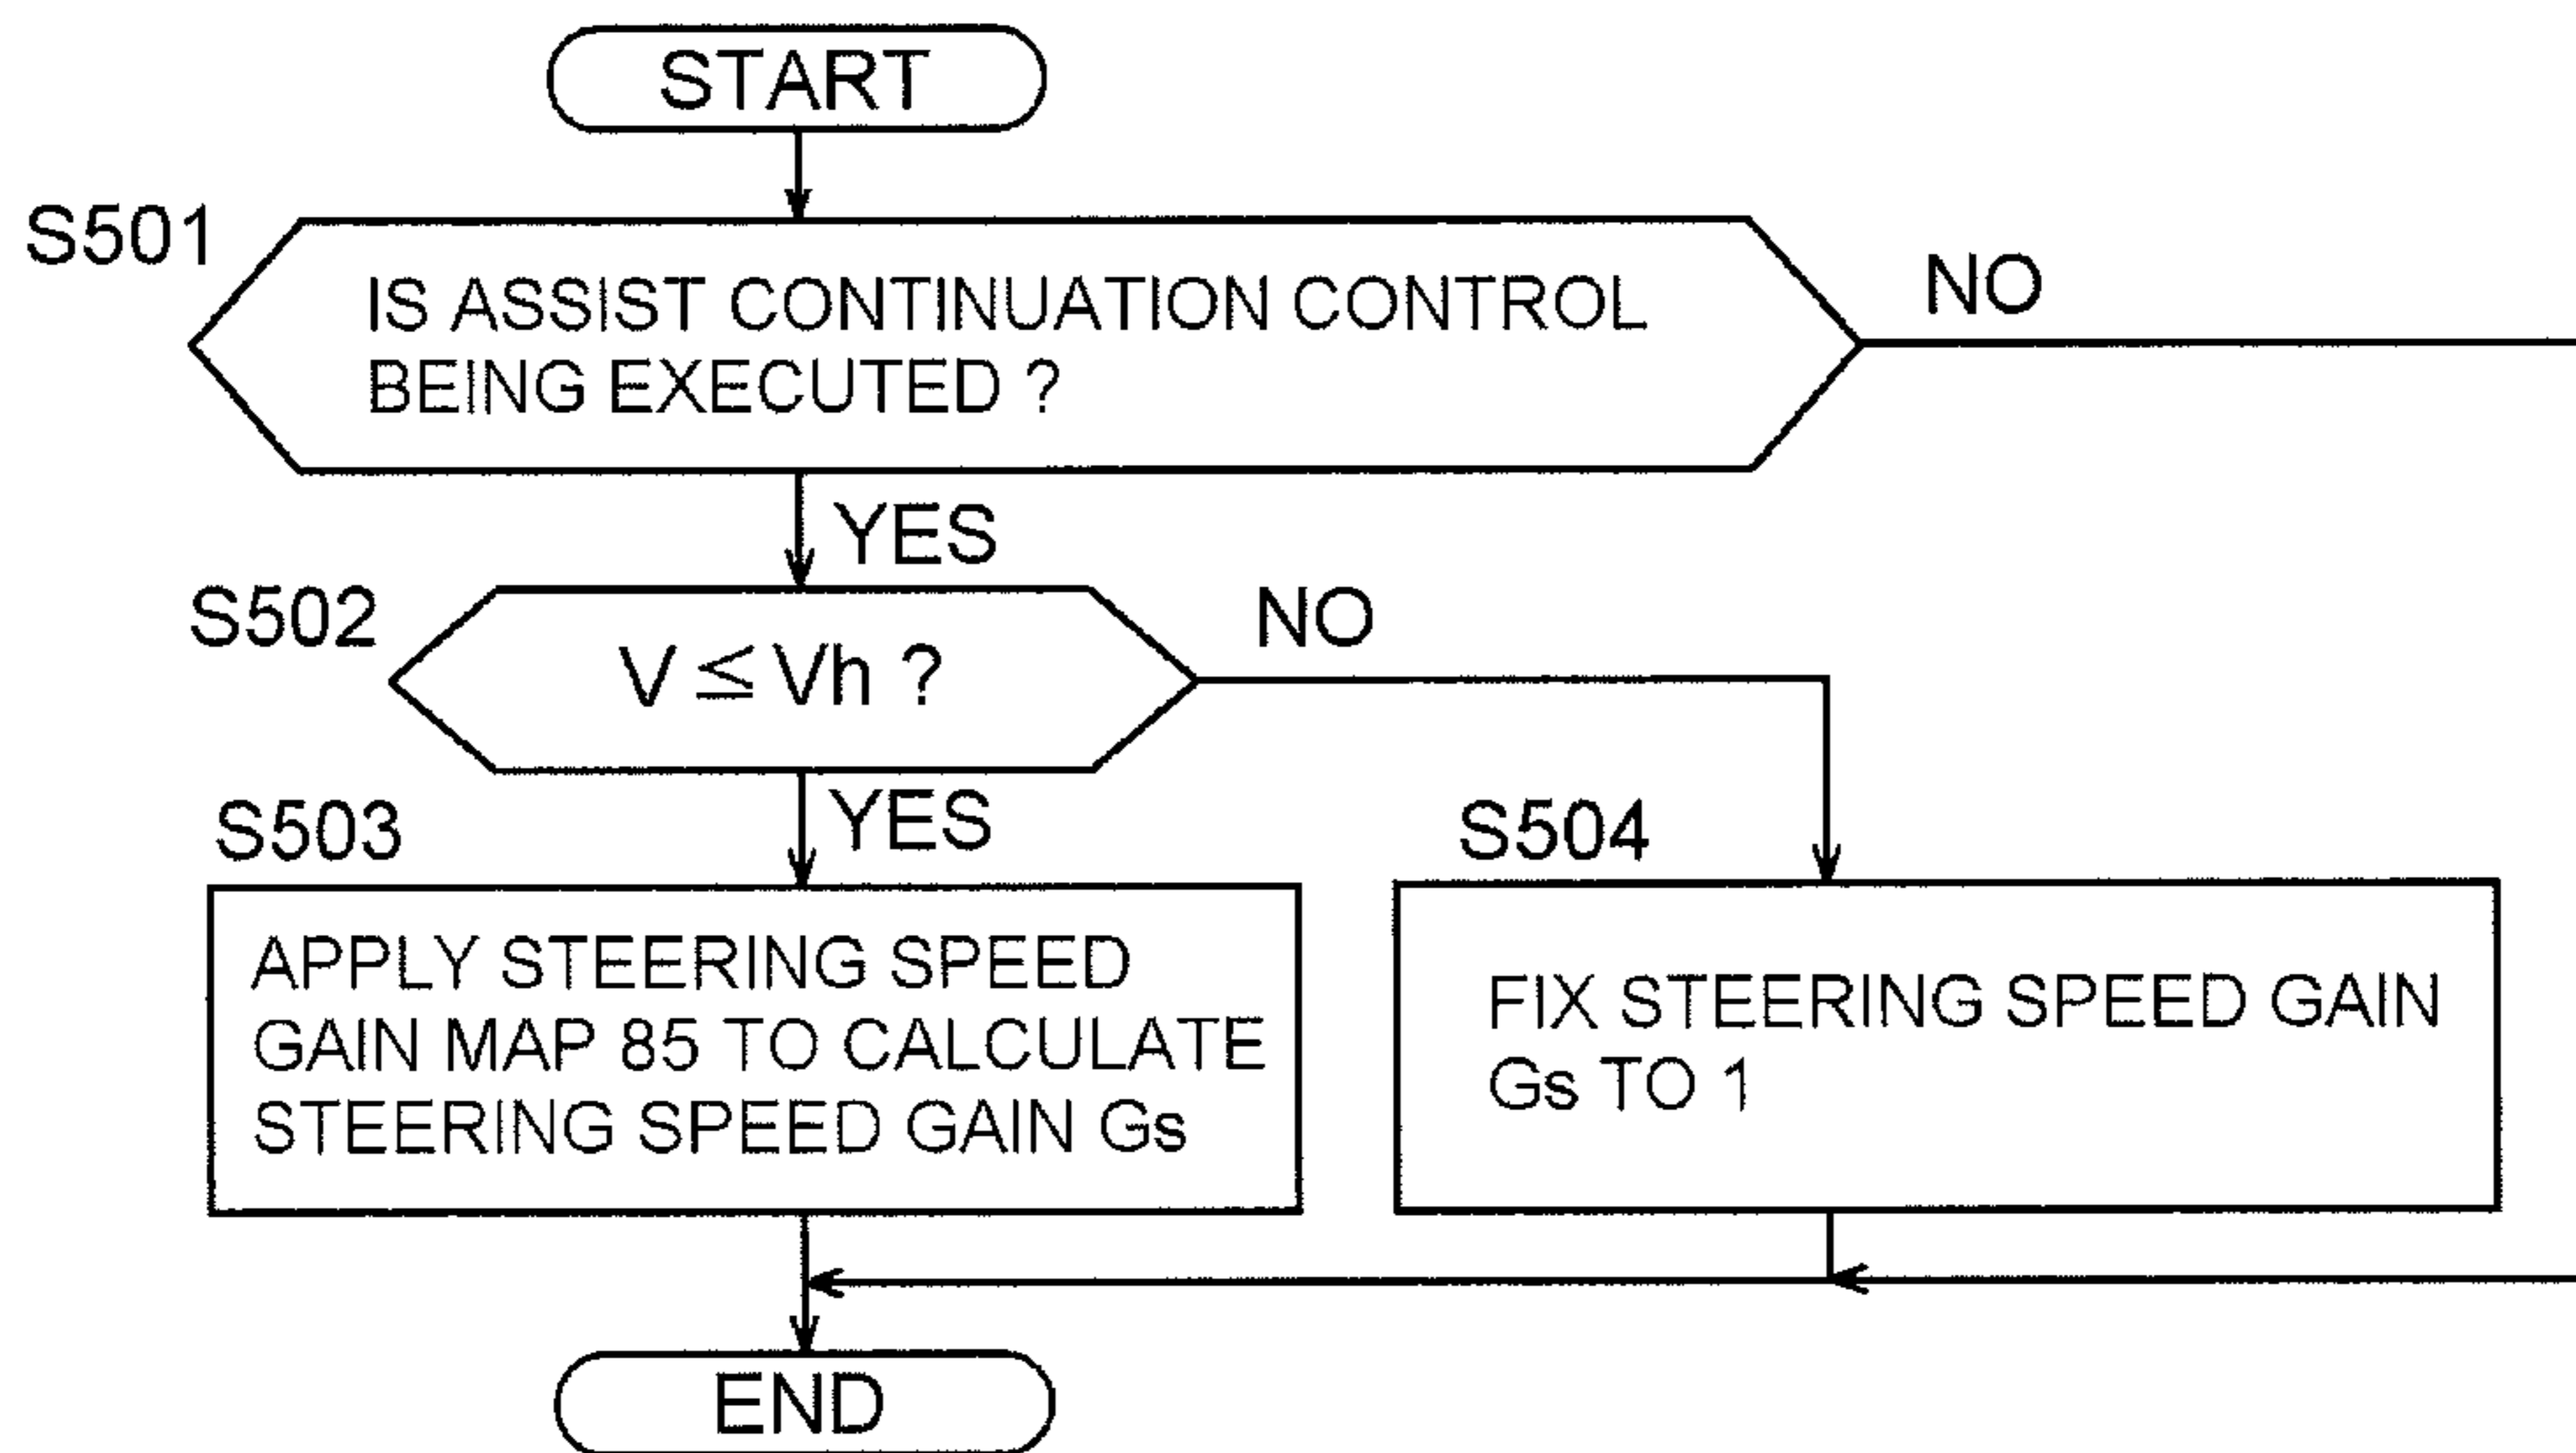 START
S501
IS ASSIST CONTINUATION CONTROL
BEING EXECUTED ?
NO
YES
S502
V ≦ Vh ?
NO
YES
S503
APPLY STEERING SPEED
GAIN MAP 85 TO CALCULATE
STEERING SPEED GAIN Gs
S504
FIX STEERING SPEED GAIN
Gs TO 1
END